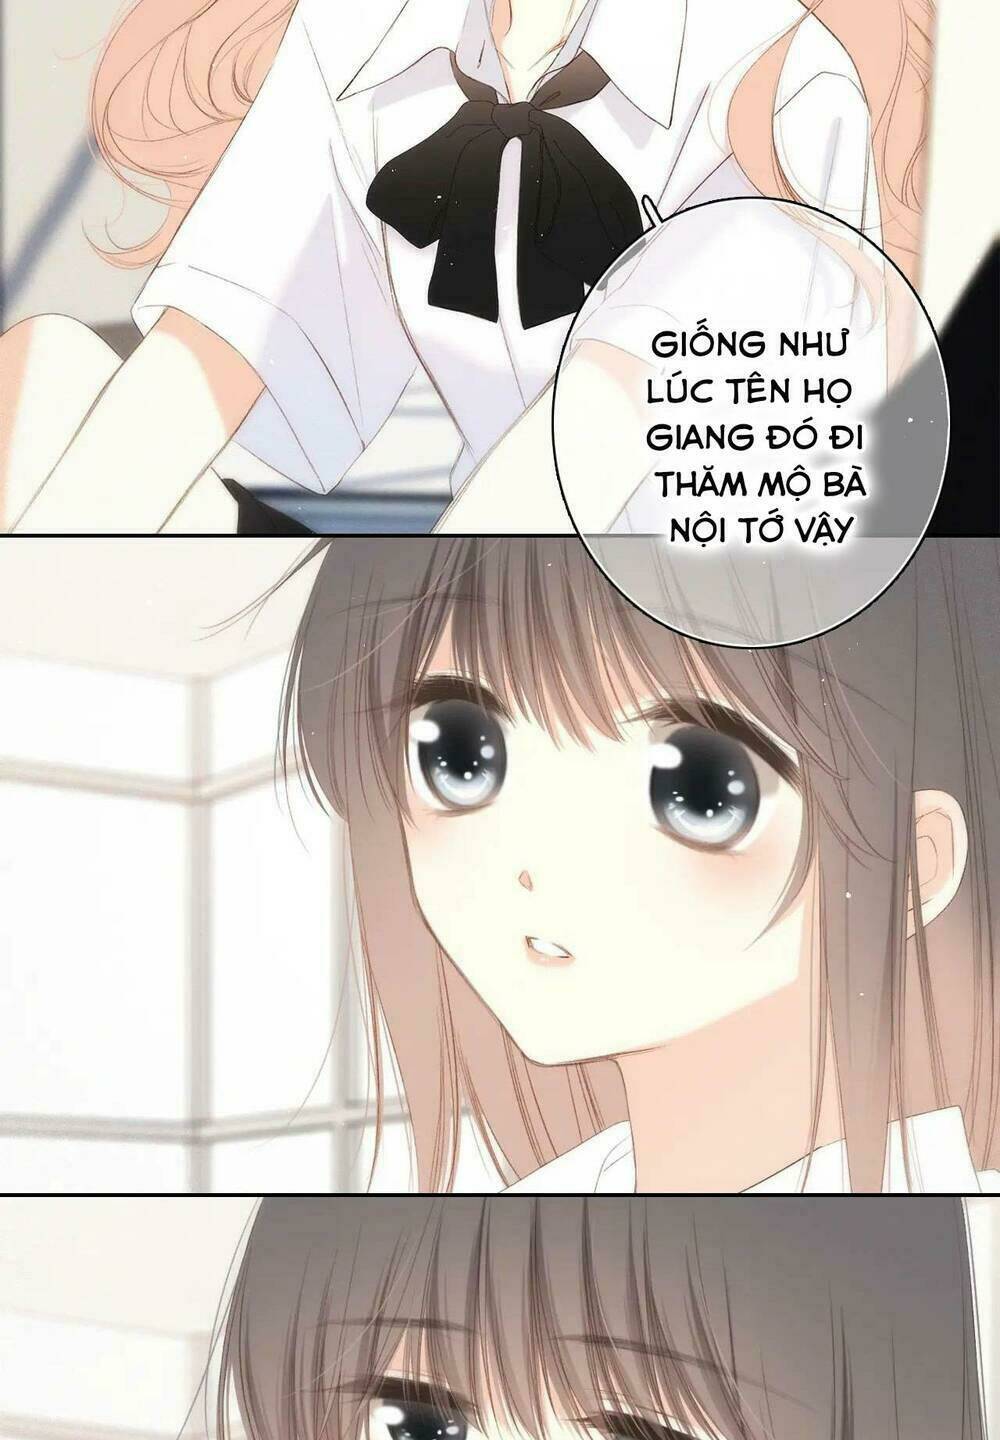 GIỐNG NHƯ
LÚC TÊN HỌ
GIANG ĐÓ ĐI
THĂM MỘ BÀ
NỘI TỚ VẬY